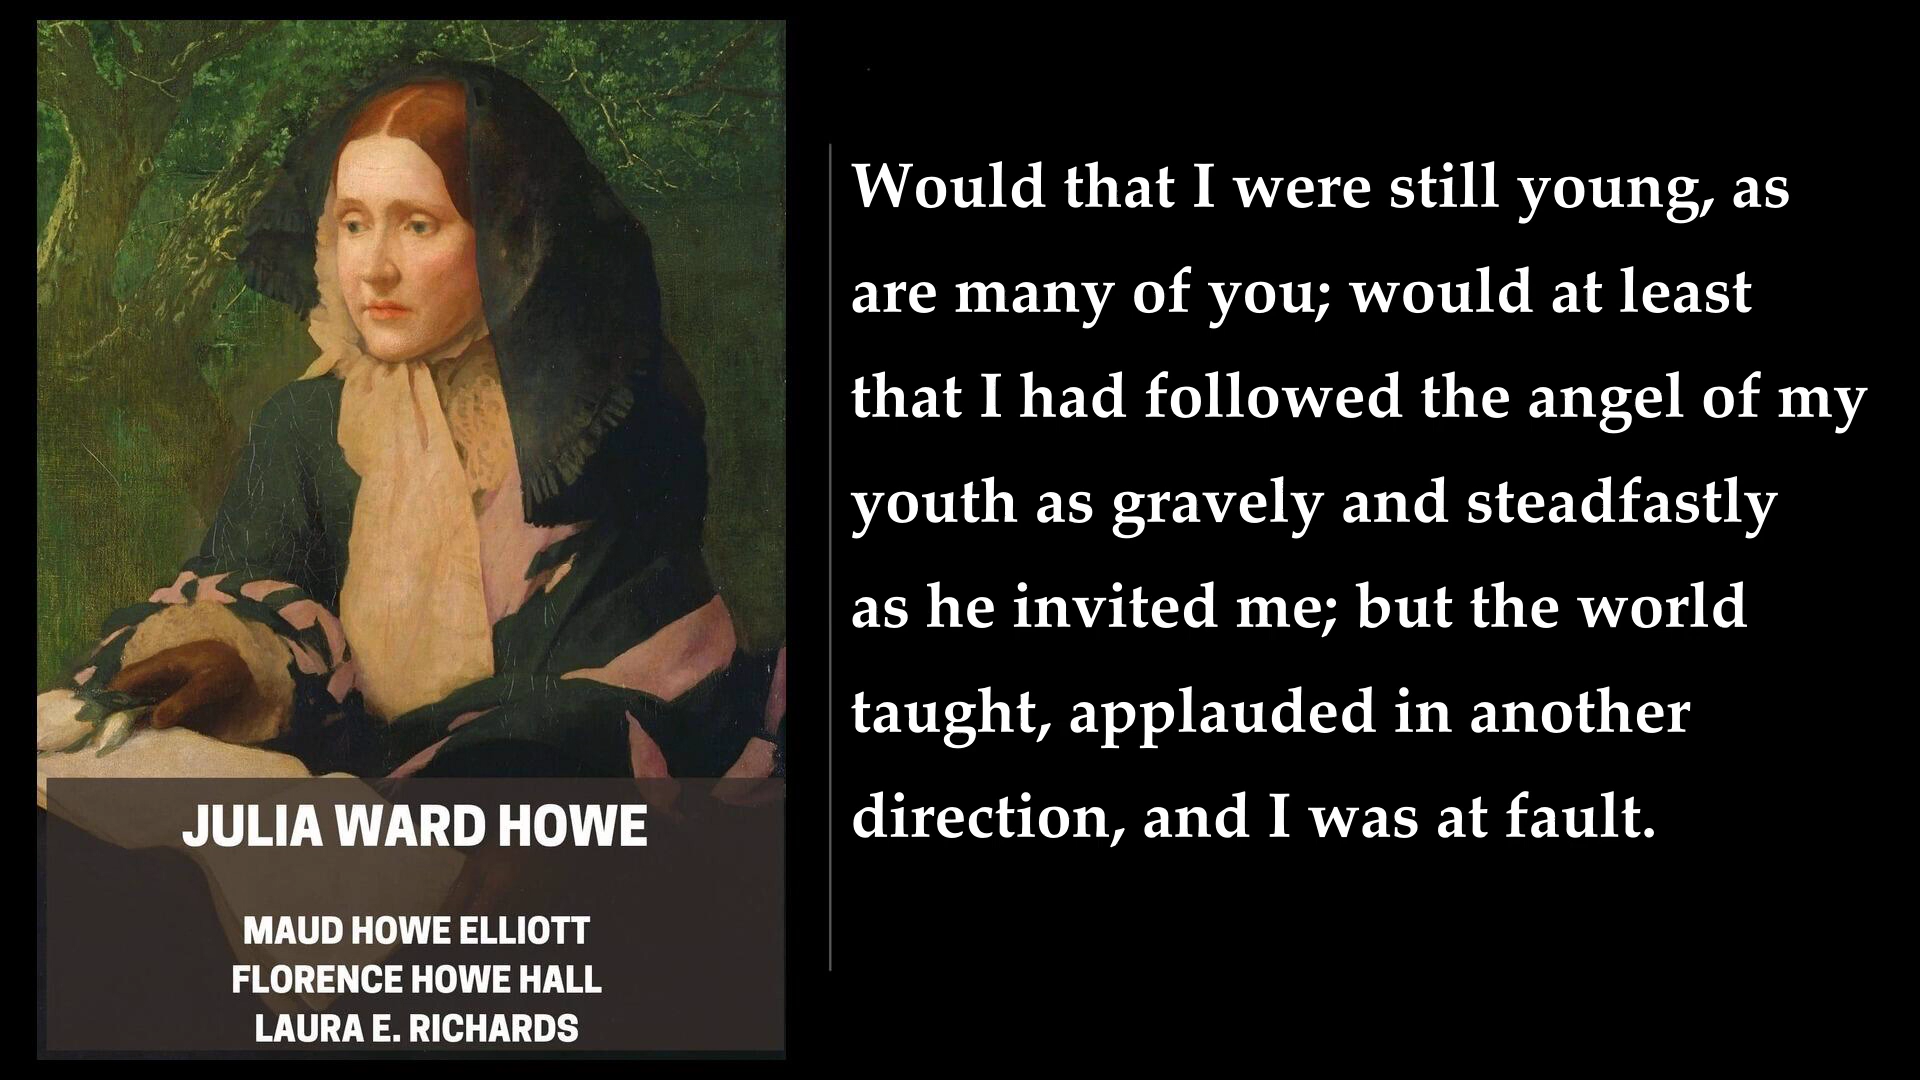 JULIA WARD HOWE
MAUD HOWE ELLIOTT
FLORENCE HOWE HALL
LAURA E. RICHARDS
Would that I were still young, as
are many of you; would at least
that I had followed the angel of my
youth as gravely and steadfastly
as he invited me; but the world
taught, applauded in another
direction, and I was at fault.